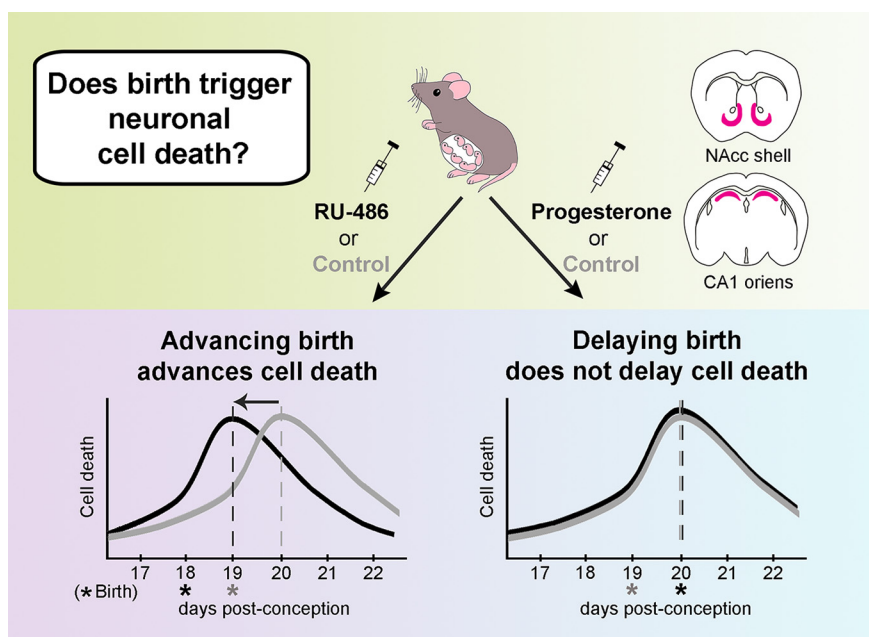 Does birth trigger
neuronal
cell death?
RU-486
or
Control
Progesterone
or
Control
NAcc shell
CA1 oriens
Advancing birth
advances cell death
Cell death
17 18 19 20 21 22
(*Birth) * *
days post-conception
Delaying birth
does not delay cell death
Cell death
17 18 19 20 21 22
* *
days post-conception